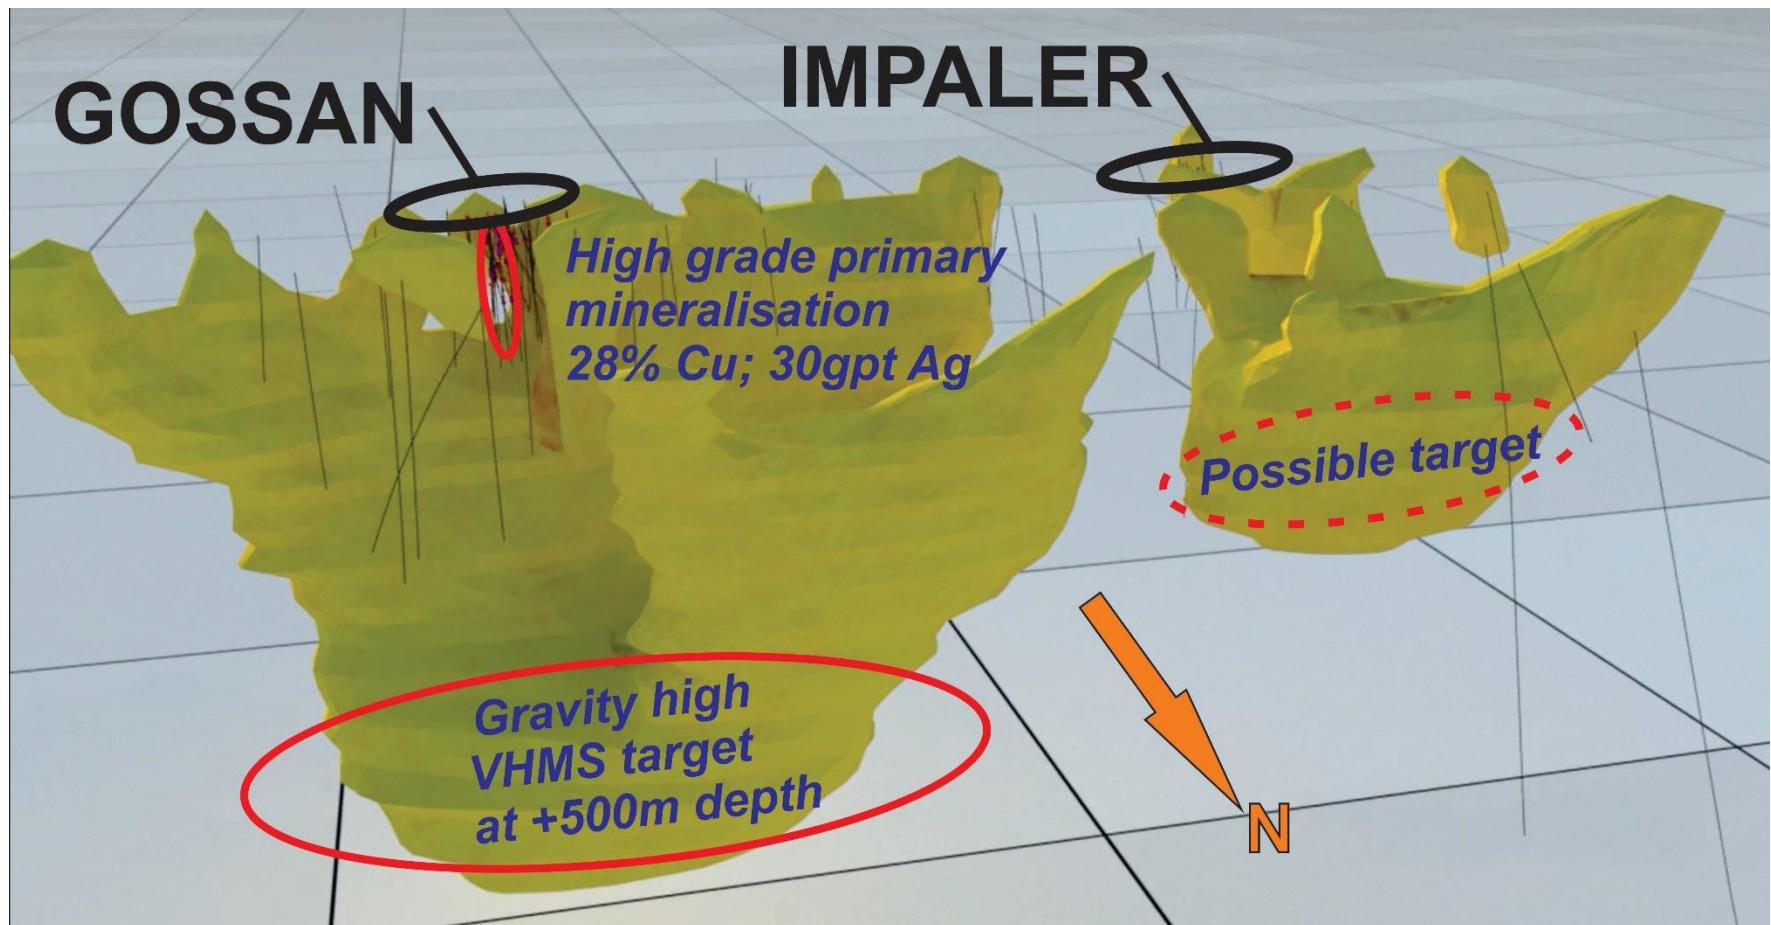 GOSSAN
IMPALER
High grade primary
mineralisation
28% Cu; 30gpt Ag
Possible target
Gravity high
VHMS target
at +500m depth
N